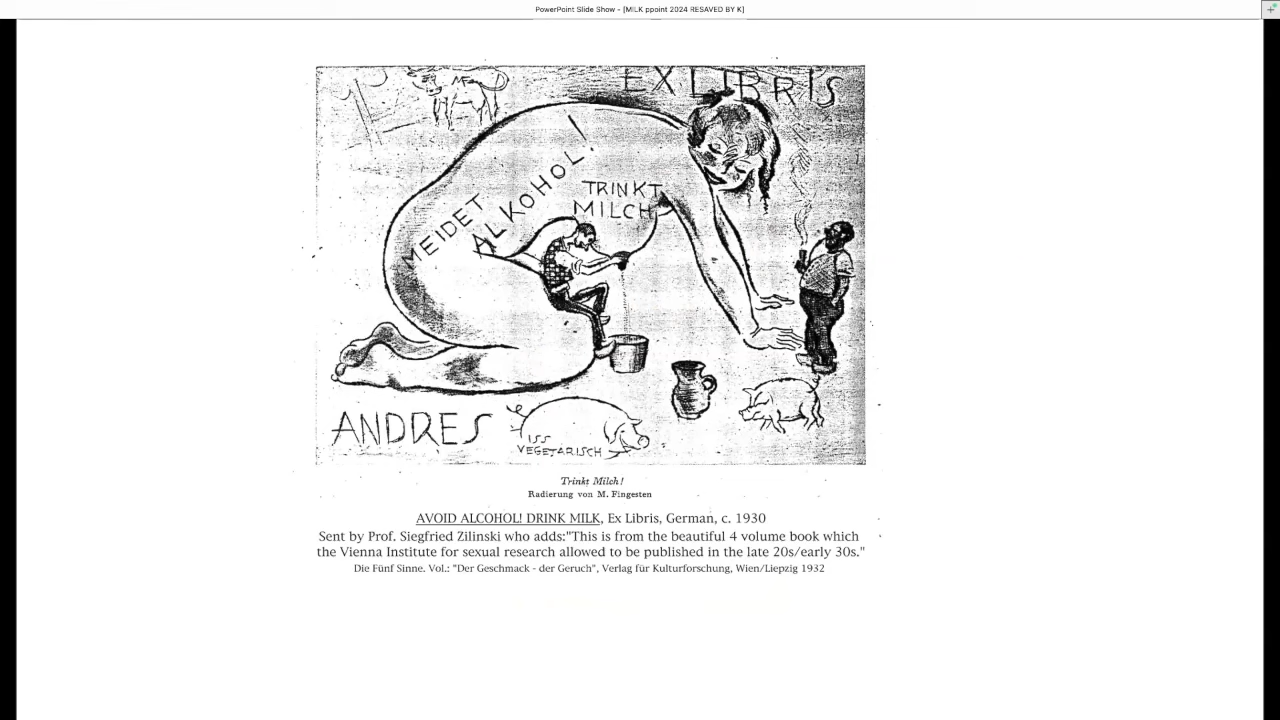 PowerPoint Slide Show - [MILK ppoint 2024 RESAVED BY K]
EX LIBRIS
MEIDET
ALKOHOL!
TRINKT
MILCH
ANDRES
ISS
VEGETARISCH
Trinkt Milch!
Radierung von M. Fingesten
AVOID ALCOHOL! DRINK MILK, Ex Libris, German, c. 1930
Sent by Prof. Siegfried Zilinski who adds:"This is from the beautiful 4 volume book which
the Vienna Institute for sexual research allowed to be published in the late 20s/early 30s."
Die Fünf Sinne. Vol.: "Der Geschmack - der Geruch", Verlag für Kulturforschung, Wien/Liepzig 1932